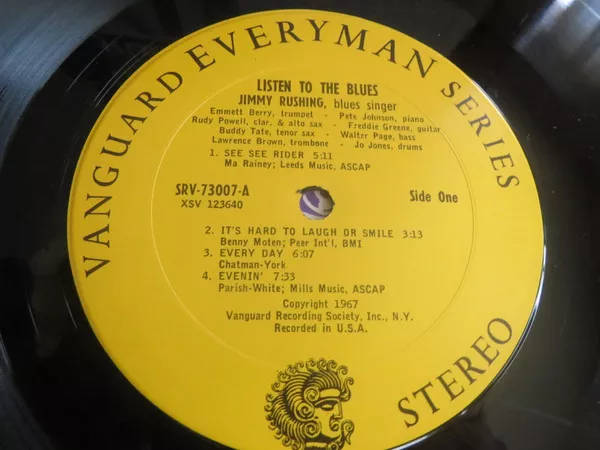 VANGUARD EVERYMAN SERIES
LISTEN TO THE BLUES
JIMMY RUSHING, blues singer
Emmett Berry, trumpet - Pete Johnson, piano
Rudy Powell, clar. & alto sax - Freddie Greene, guitar
Buddy Tate, tenor sax - Walter Page, bass
Lawrence Brown, trombone - Jo Jones, drums
1. SEE SEE RIDER 5:11
Ma Rainey; Leeds Music, ASCAP
SRV-73007-A
XSV 123640
Side One
2. IT'S HARD TO LAUGH OR SMILE 3:13
Benny Moten; Peer Int'l, BMI
3. EVERY DAY 6:07
Chatman-York
4. EVENIN' 7:33
Parish-White; Mills Music, ASCAP
Copyright 1967
Vanguard Recording Society, Inc., N.Y.
Recorded in U.S.A.
STEREO